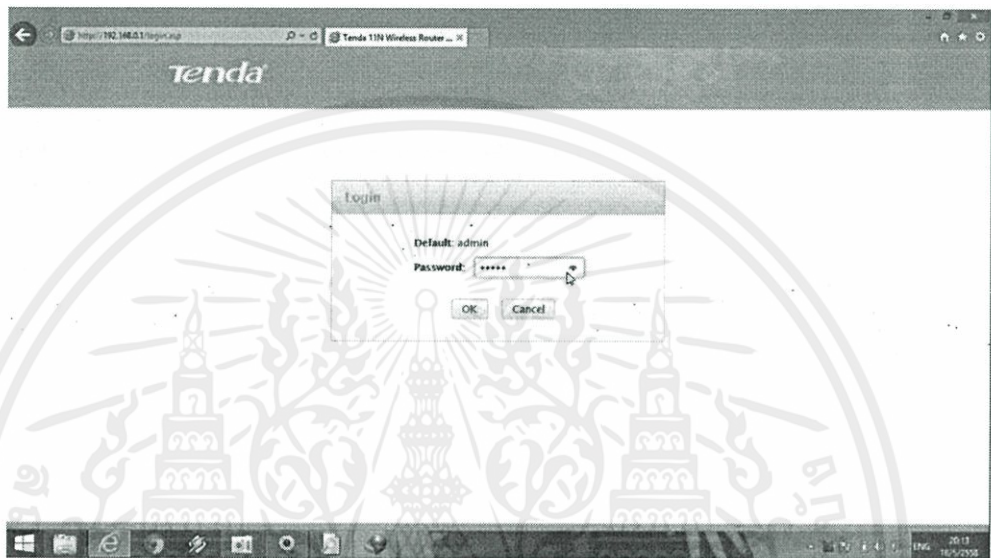 http://192.168.0.1/login.asp
Tenda 11N Wireless Router ...
Tenda
Login
Default: admin
Password: •••••
OK Cancel
ENG
20:13
16/5/2558